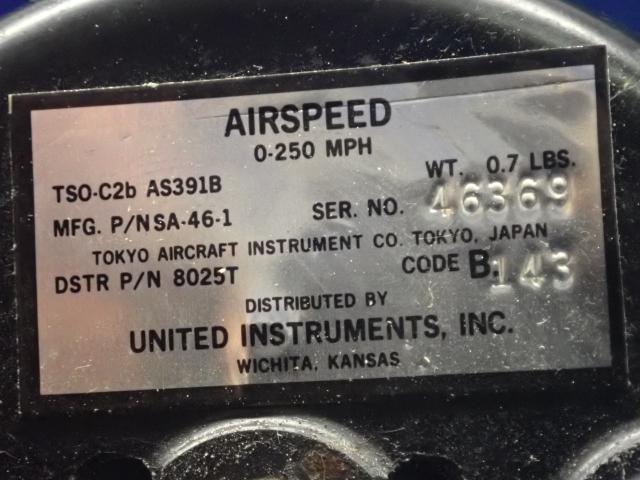 AIRSPEED
0-250 MPH
WT. 0.7 LBS.
TSO-C2b AS391B
MFG. P/N SA-46-1 SER. NO. 46369
TOKYO AIRCRAFT INSTRUMENT CO. TOKYO, JAPAN
DSTR P/N 8025T CODE B.143
DISTRIBUTED BY
UNITED INSTRUMENTS, INC.
WICHITA, KANSAS